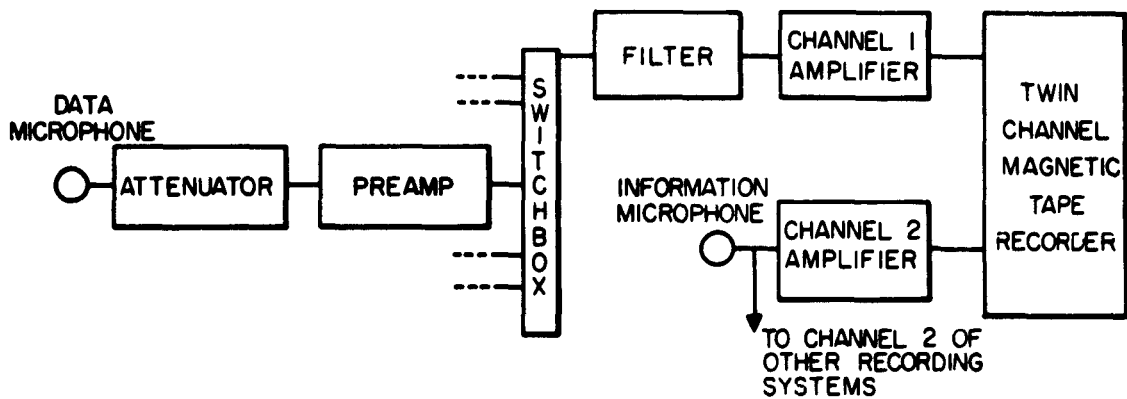 DATA
MICROPHONE
ATTENUATOR
PREAMP
SWITCHBOX
FILTER
CHANNEL 1
AMPLIFIER
TWIN
CHANNEL
MAGNETIC
TAPE
RECORDER
INFORMATION
MICROPHONE
CHANNEL 2
AMPLIFIER
TO CHANNEL 2 OF
OTHER RECORDING
SYSTEMS